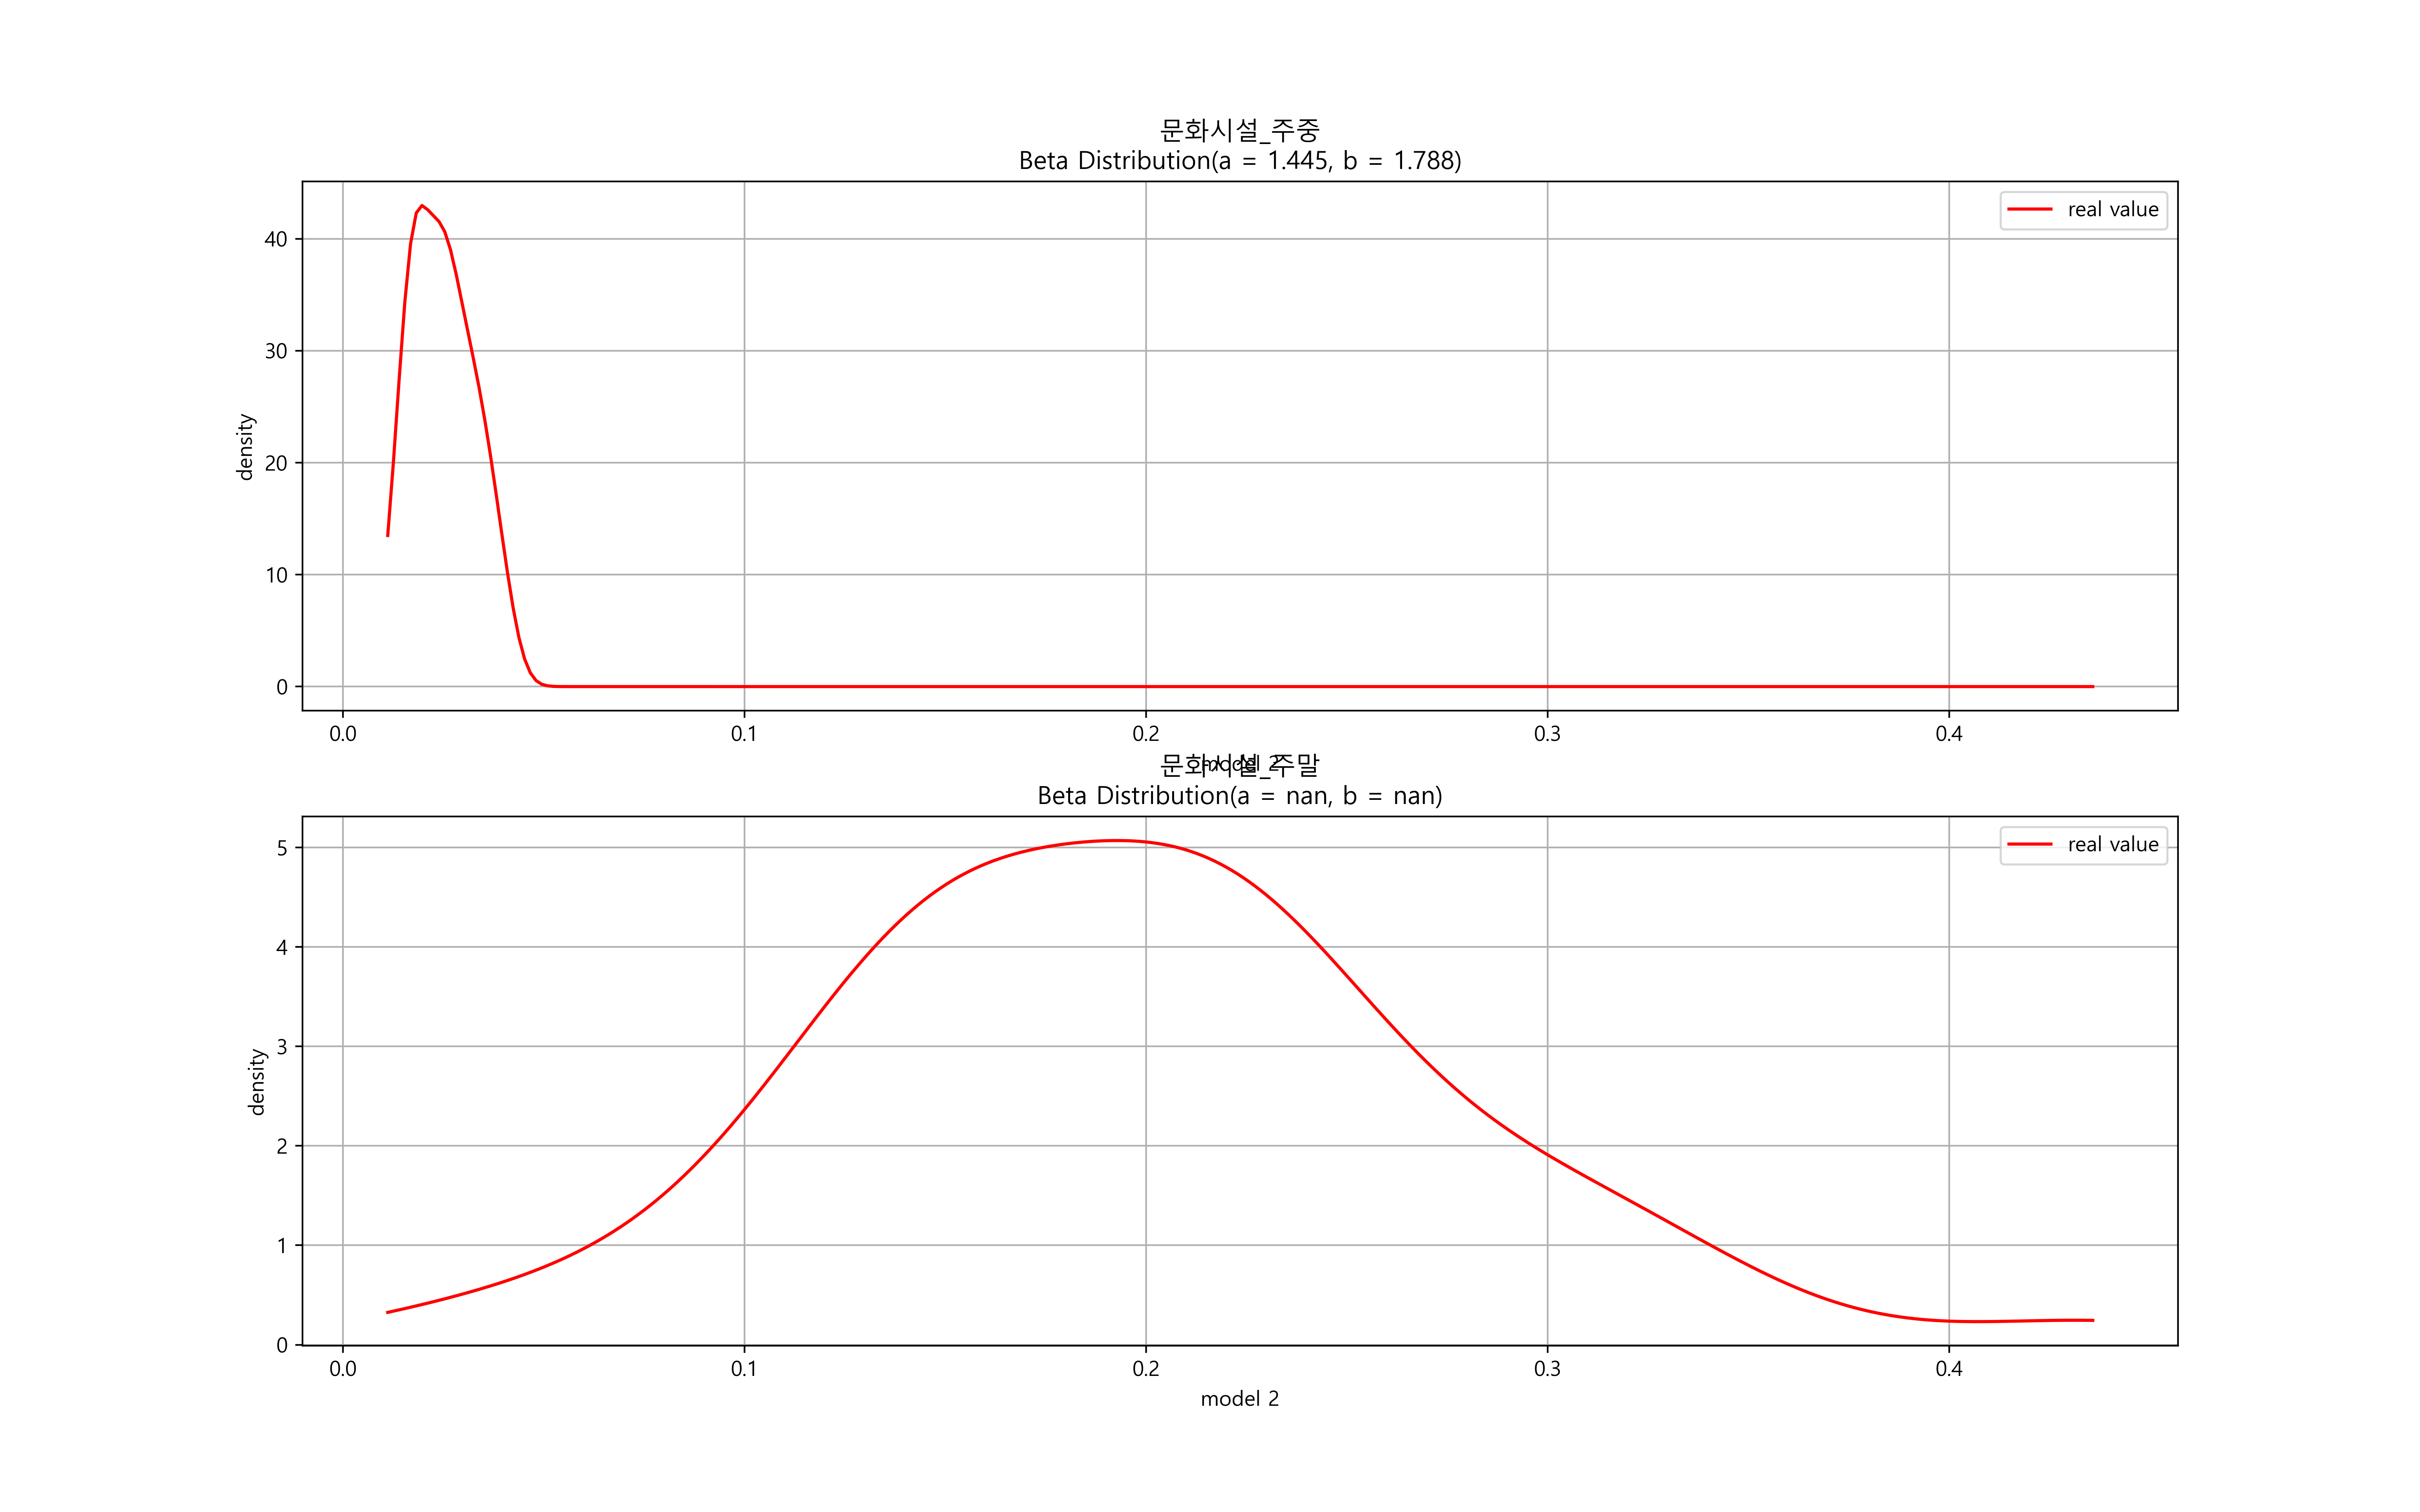 문화시설_주중
Beta Distribution(a = 1.445, b = 1.788)
real value
density
40
30
20
10
0
0.0 0.1 0.2 0.3 0.4
model 2
문화시설_주말
Beta Distribution(a = nan, b = nan)
real value
density
5
4
3
2
1
0
0.0 0.1 0.2 0.3 0.4
model 2